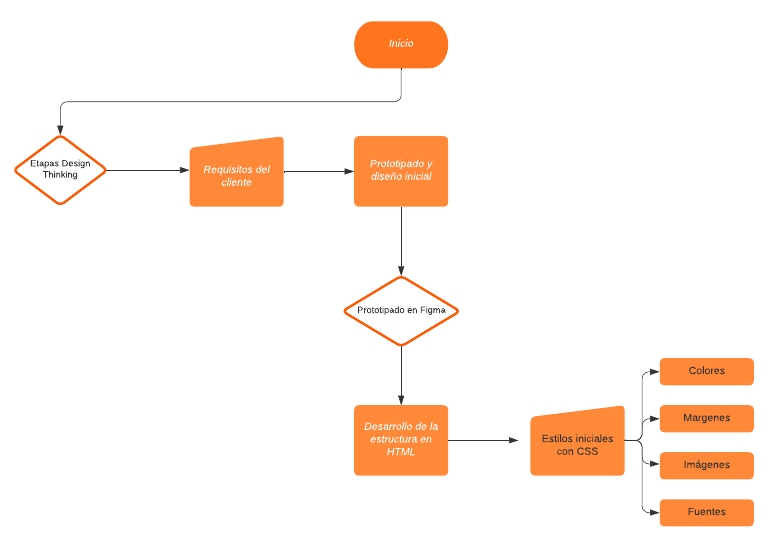 Inicio
Etapas Design
Thinking
Requisitos del
cliente
Prototipado y
diseño inicial
Prototipado en Figma
Desarrollo de la
estructura en
HTML
Estilos iniciales
con CSS
Colores
Margenes
Imágenes
Fuentes